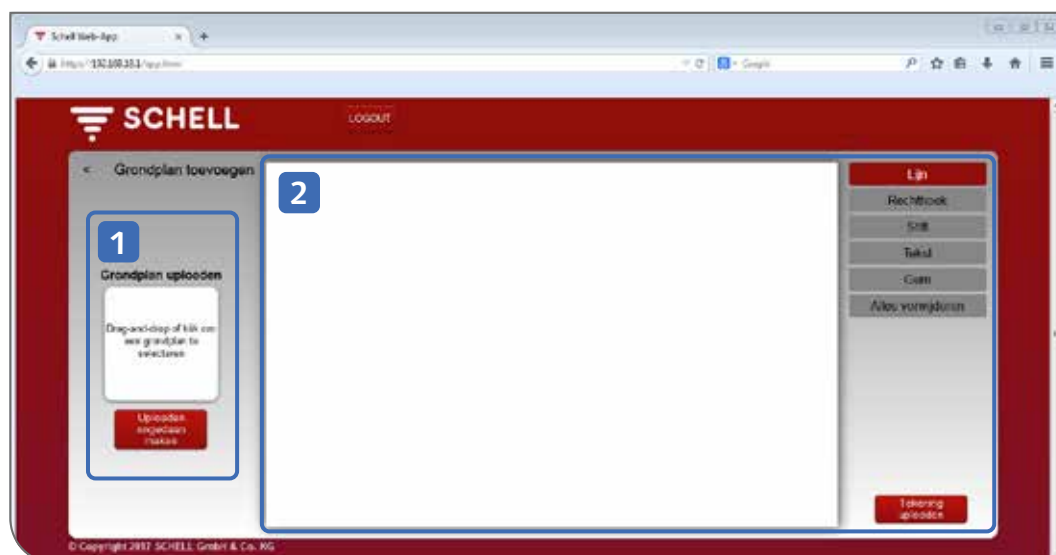 Schell Web-App
Google
SCHELL
LOGOUT
< Grondplan toevoegen
1
Grondplan uploaden
Drag-and-drop of klik om
een grondplan te
selecteren
Uploaden
ongedaan
maken
2
Lijn
Rechthoek
Stift
Tekst
Gum
Alles verwijderen
Tekening
uploaden
© Copyright 2017 SCHELL GmbH & Co. KG